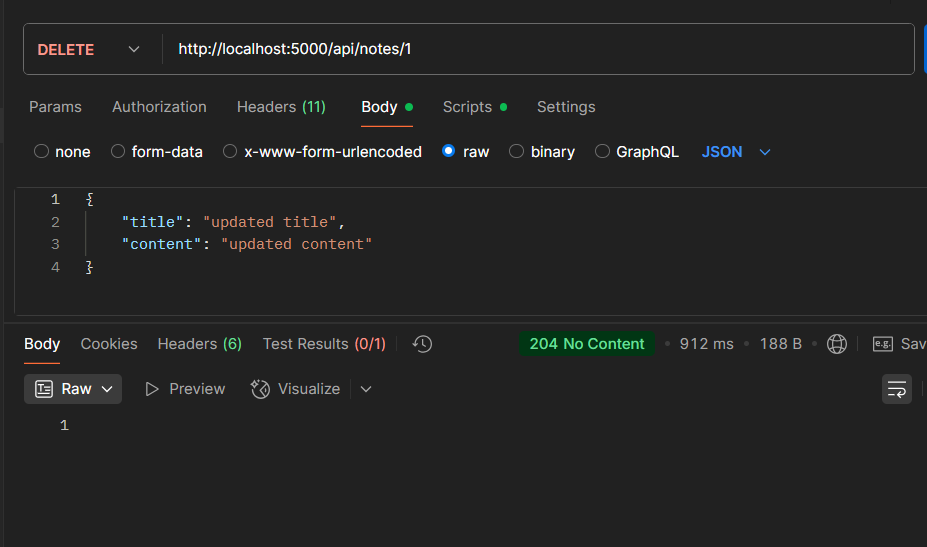 DELETE http://localhost:5000/api/notes/1
Params Authorization Headers (11) Body Scripts Settings
none form-data x-www-form-urlencoded raw binary GraphQL JSON
1 {
2 "title": "updated title",
3 "content": "updated content"
4 }
Body Cookies Headers (6) Test Results (0/1) 204 No Content 912 ms 188 B e.g. Sav
Raw Preview Visualize
1